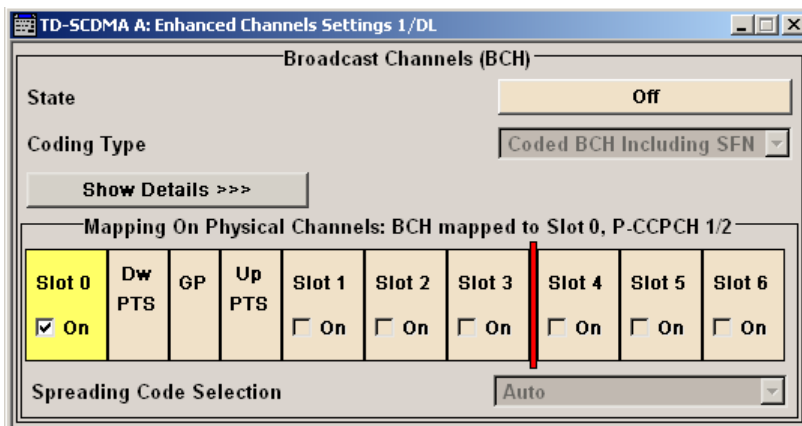 TD-SCDMA A: Enhanced Channels Settings 1/DL
Broadcast Channels (BCH)
State Off
Coding Type Coded BCH Including SFN
Show Details >>>
Mapping On Physical Channels: BCH mapped to Slot 0, P-CCPCH 1/2
Slot 0 Dw PTS GP Up PTS Slot 1 Slot 2 Slot 3 Slot 4 Slot 5 Slot 6
On On On On On On On
Spreading Code Selection Auto